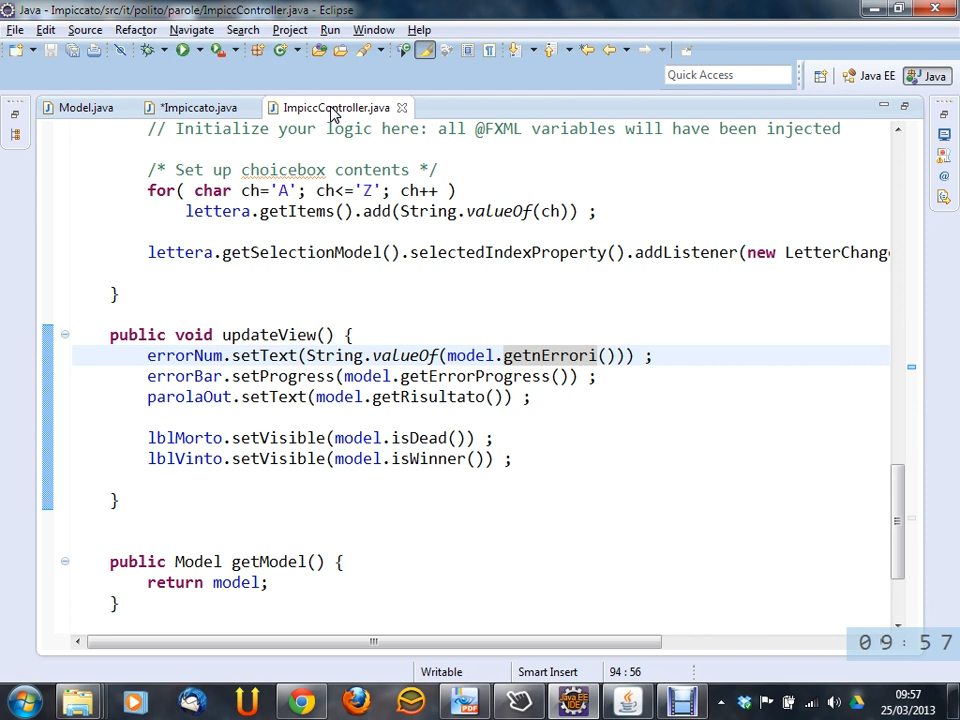 Java - Impiccato/src/it/polito/parole/ImpiccController.java - Eclipse
File Edit Source Refactor Navigate Search Project Run Window Help
Quick Access
Java EE
Java
Model.java
*Impiccato.java
ImpiccController.java
// Initialize your logic here: all @FXML variables will have been injected
/* Set up choicebox contents */
for( char ch='A'; ch<='Z'; ch++ )
lettera.getItems().add(String.valueOf(ch)) ;
lettera.getSelectionModel().selectedIndexProperty().addListener(new LetterChange
}
public void updateView() {
errorNum.setText(String.valueOf(model.getnErrori())) ;
errorBar.setProgress(model.getErrorProgress()) ;
parolaOut.setText(model.getRisultato()) ;
lblMorto.setVisible(model.isDead()) ;
lblVinto.setVisible(model.isWinner()) ;
}
public Model getModel() {
return model;
}
09:57
Writable
Smart Insert
94 : 56
09:57
25/03/2013